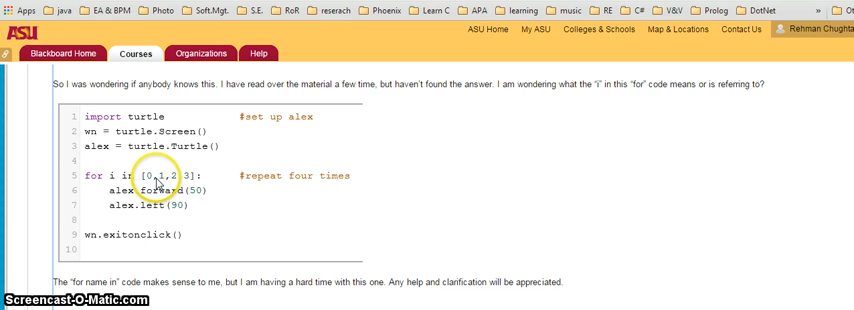 Apps java EA & BPM Photo Soft.Mgt. S.E. RoR reserach Phoenix Learn C APA learning music RE C# V&V Prolog DotNet » Ot
ASU ASU Home My ASU Colleges & Schools Map & Locations Contact Us Rehman Chughta
Blackboard Home Courses Organizations Help
So I was wondering if anybody knows this. I have read over the material a few time, but haven't found the answer. I am wondering what the “i” in this “for” code means or is referring to?
1 import turtle #set up alex
2 wn = turtle.Screen()
3 alex = turtle.Turtle()
4
5 for i in [0,1,2,3]: #repeat four times
6 alex.forward(50)
7 alex.left(90)
8
9 wn.exitonclick()
10
The “for name in” code makes sense to me, but I am having a hard time with this one. Any help and clarification will be appreciated.
Screencast-O-Matic.com